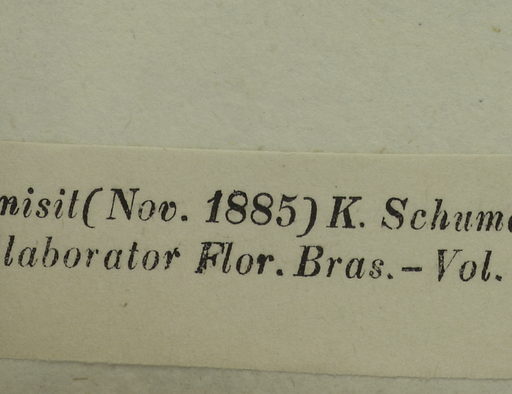 misit (Nov. 1885) K. Schum
laborator Flor. Bras. – Vol.